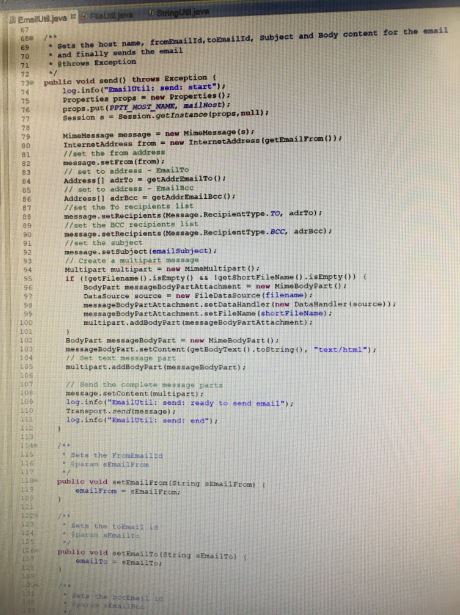 EmailUtil.java FileUtil.java StringUtil.java
67
68 /**
69 * Sets the host name, fromEmailId,toEmailId, Subject and Body content for the email
70 * and finally sends the email
71 * @throws Exception
72 */
73 public void send() throws Exception {
74 log.info("EmailUtil: send: start");
75 Properties props = new Properties();
76 props.put(PPTY_HOST_NAME, mailHost);
77 Session s = Session.getInstance(props,null);
78
79 MimeMessage message = new MimeMessage(s);
80 InternetAddress from = new InternetAddress(getEmailFrom());
81 //set the from address
82 message.setFrom(from);
83 // set to address - EmailTo
84 Address[] adrTo = getAddrEmailTo();
85 // set to address - EmailBcc
86 Address[] adrBcc = getAddrEmailBcc();
87 //set the To recipients list
88 message.setRecipients(Message.RecipientType.TO, adrTo);
89 //set the BCC recipients list
90 message.setRecipients(Message.RecipientType.BCC, adrBcc);
91 //set the subject
92 message.setSubject(emailSubject);
93 // Create a multipart message
94 Multipart multipart = new MimeMultipart();
95 if (!getFilename().isEmpty() && !getShortFileName().isEmpty()) {
96 BodyPart messageBodyPartAttachment = new MimeBodyPart();
97 DataSource source = new FileDataSource(filename);
98 messageBodyPartAttachment.setDataHandler(new DataHandler(source));
99 messageBodyPartAttachment.setFileName(shortFileName);
100 multipart.addBodyPart(messageBodyPartAttachment);
101 }
102 BodyPart messageBodyPart = new MimeBodyPart();
103 messageBodyPart.setContent(getBodyText().toString(), "text/html");
104 // Set text message part
105 multipart.addBodyPart(messageBodyPart);
106
107 // Send the complete message parts
108 message.setContent(multipart);
109 log.info("EmailUtil: send: ready to send email");
110 Transport.send(message);
111 log.info("EmailUtil: send: end");
112 }
113
114 /**
115 * Sets the FromEmailId
116 * @param sEmailFrom
117 */
118 public void setEmailFrom(String sEmailFrom) {
119 emailFrom = sEmailFrom;
120 }
121
122 /**
123 * Sets the toEmail id
124 * @param sEmailTo
125 */
126 public void setEmailTo(String sEmailTo) {
127 emailTo = sEmailTo;
128 }
129
130 /**
131 * Sets the bccEmail id
132 * @param sEmailBcc